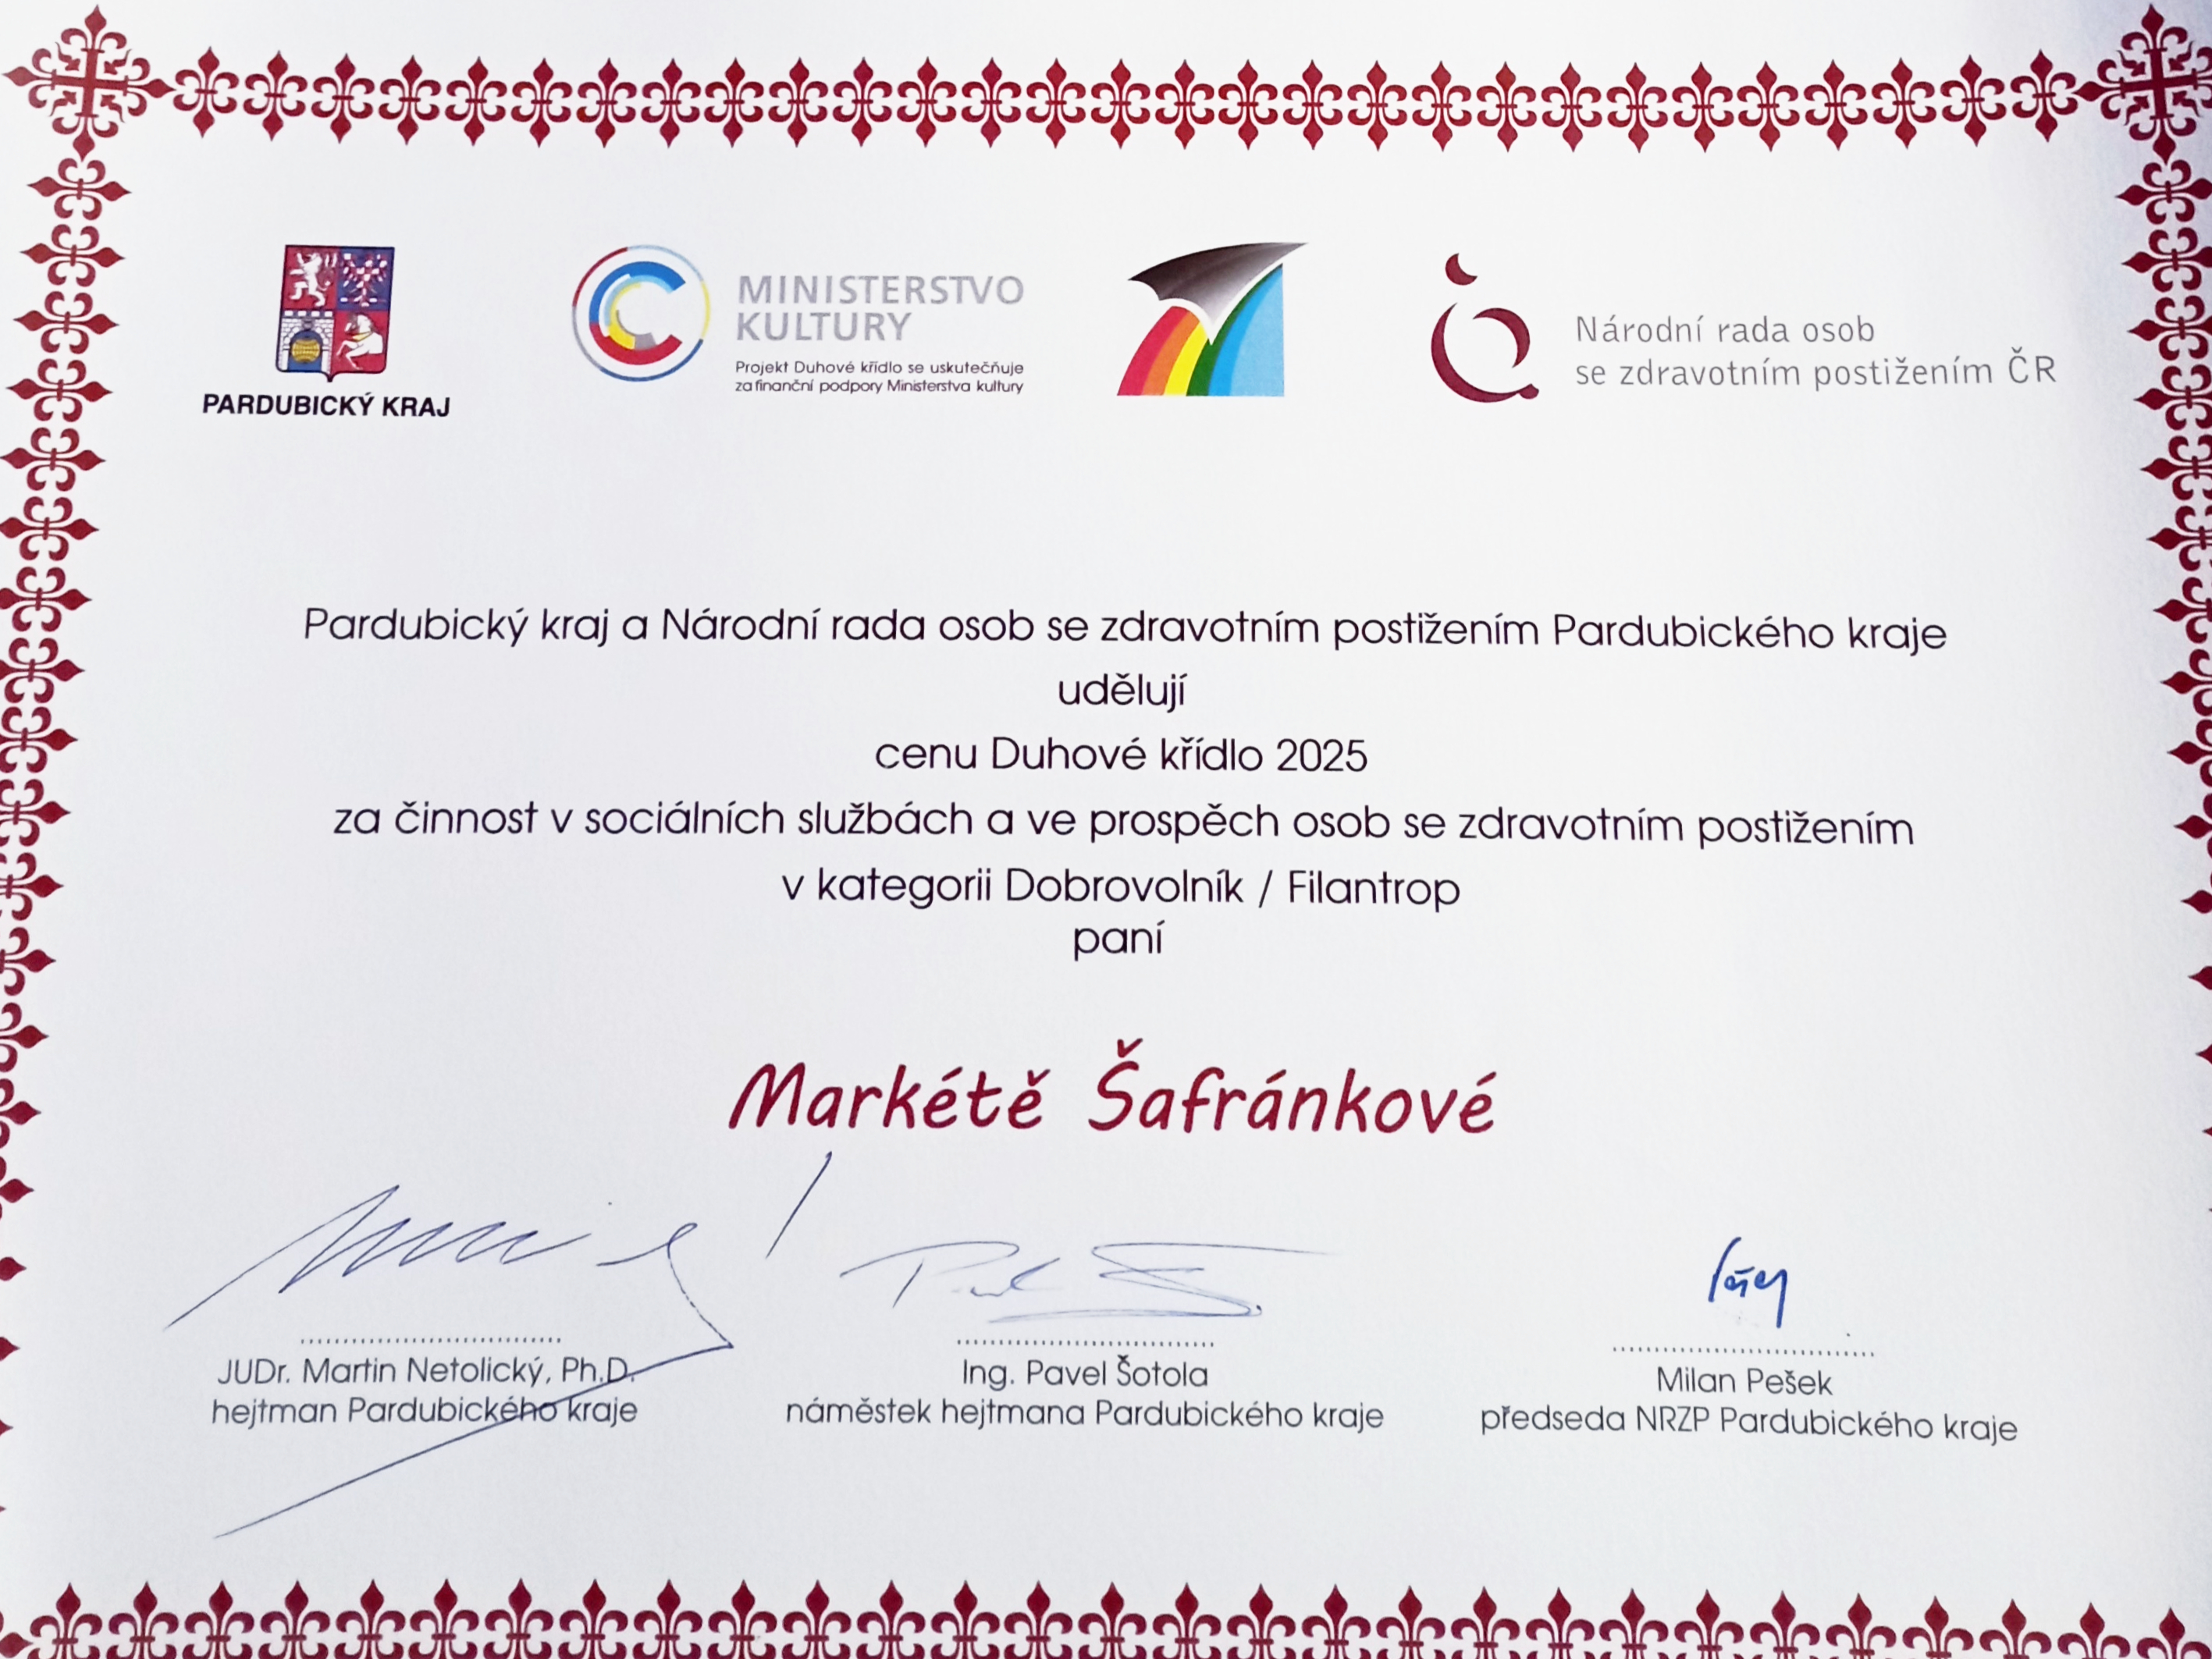 PARDUBICKÝ KRAJ
MINISTERSTVO
KULTURY
Projekt Duhové křídlo se uskutečňuje
za finanční podpory Ministerstva kultury
Národní rada osob
se zdravotním postižením ČR
Pardubický kraj a Národní rada osob se zdravotním postižením Pardubického kraje
udělují
cenu Duhové křídlo 2025
za činnost v sociálních službách a ve prospěch osob se zdravotním postižením
v kategorii Dobrovolník / Filantrop
paní
Markétě Šafránkové
JUDr. Martin Netolický, Ph.D.
hejtman Pardubického kraje
Ing. Pavel Šotola
náměstek hejtmana Pardubického kraje
Milan Pešek
předseda NRZP Pardubického kraje